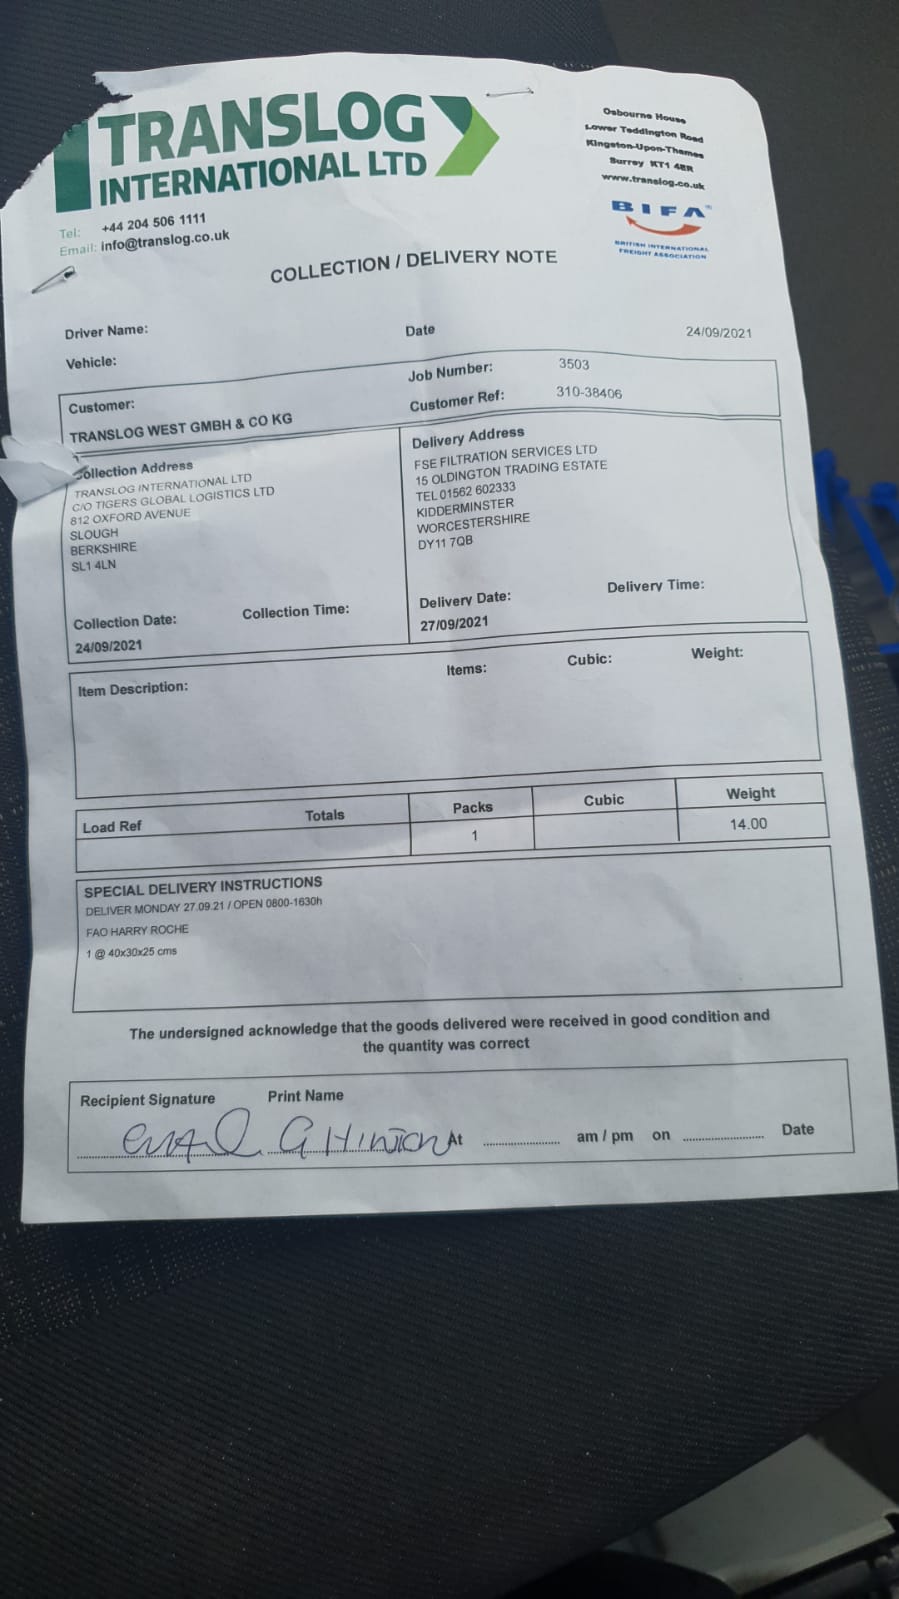 TRANSLOG
INTERNATIONAL LTD
Tel: +44 204 506 1111
Email: info@translog.co.uk
Osbourne House
Lower Teddington Road
Kingston-Upon-Thames
Surrey KT1 4ER
www.translog.co.uk
BIFA
BRITISH INTERNATIONAL
FREIGHT ASSOCIATION
COLLECTION / DELIVERY NOTE
Driver Name:
Date 24/09/2021
Vehicle:
Job Number: 3503
Customer:
Customer Ref: 310-38406
TRANSLOG WEST GMBH & CO KG
Collection Address
TRANSLOG INTERNATIONAL LTD
C/O TIGERS GLOBAL LOGISTICS LTD
812 OXFORD AVENUE
SLOUGH
BERKSHIRE
SL1 4LN
Collection Date: Collection Time:
24/09/2021
Delivery Address
FSE FILTRATION SERVICES LTD
15 OLDINGTON TRADING ESTATE
TEL 01562 602333
KIDDERMINSTER
WORCESTERSHIRE
DY11 7QB
Delivery Date: Delivery Time:
27/09/2021
Item Description: Items: Cubic: Weight:
Load Ref Totals Packs Cubic Weight
1 14.00
SPECIAL DELIVERY INSTRUCTIONS
DELIVER MONDAY 27.09.21 / OPEN 0800-1630h
FAO HARRY ROCHE
1 @ 40x30x25 cms
The undersigned acknowledge that the goods delivered were received in good condition and
the quantity was correct
Recipient Signature Print Name
At am / pm on Date